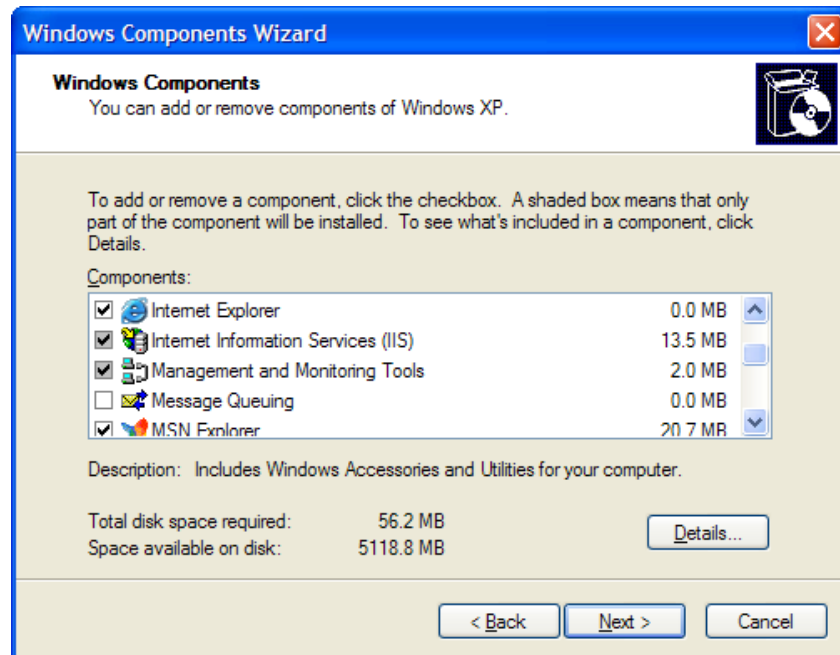 Windows Components Wizard
Windows Components
You can add or remove components of Windows XP.
To add or remove a component, click the checkbox. A shaded box means that only
part of the component will be installed. To see what's included in a component, click
Details.
Components:
Internet Explorer 0.0 MB
Internet Information Services (IIS) 13.5 MB
Management and Monitoring Tools 2.0 MB
Message Queuing 0.0 MB
MSN Explorer 20.7 MB
Description: Includes Windows Accessories and Utilities for your computer.
Total disk space required: 56.2 MB
Space available on disk: 5118.8 MB
Details...
< Back Next > Cancel